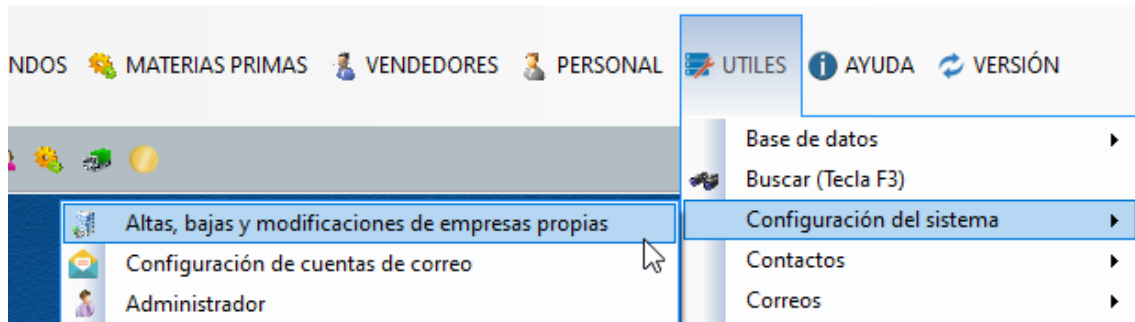 NDOS MATERIAS PRIMAS VENDEDORES PERSONAL UTILES AYUDA VERSIÓN
Base de datos
Buscar (Tecla F3)
Altas, bajas y modificaciones de empresas propias Configuración del sistema
Configuración de cuentas de correo Contactos
Administrador Correos